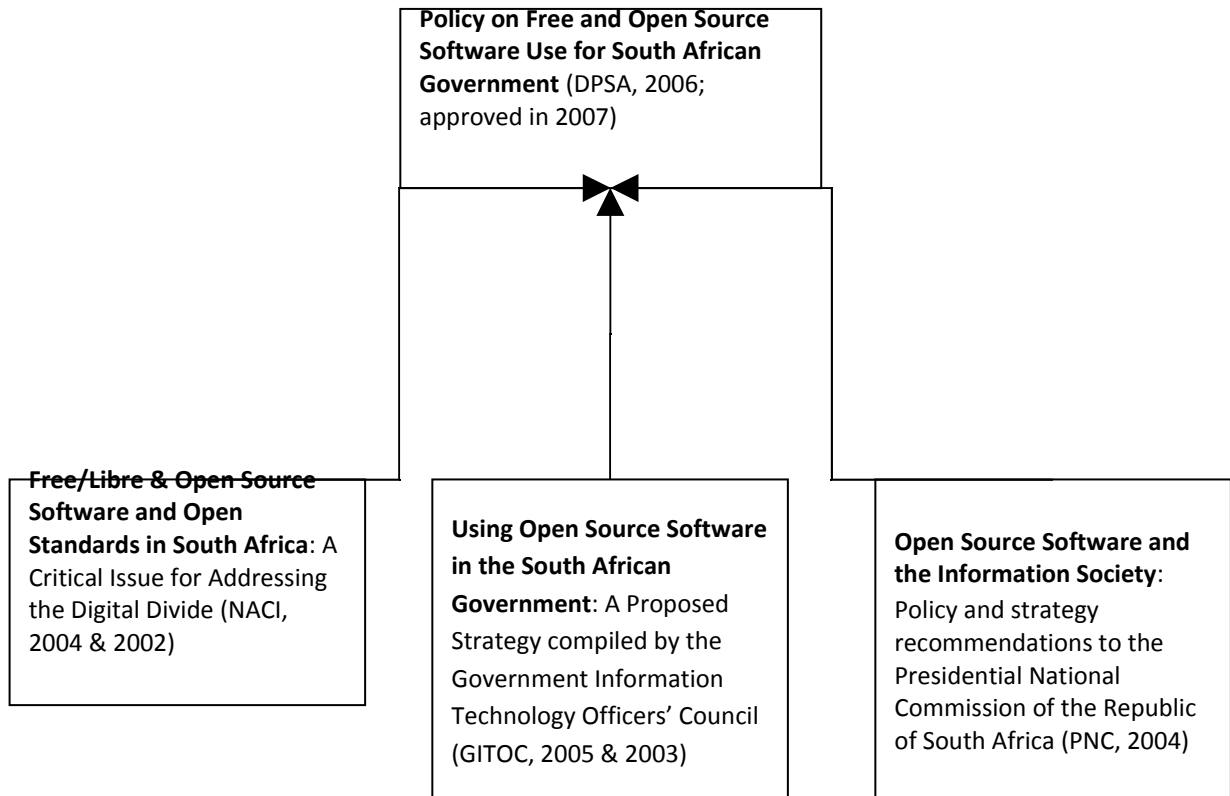 Policy on Free and Open Source
Software Use for South African
Government (DPSA, 2006;
approved in 2007)
Free/Libre & Open Source
Software and Open
Standards in South Africa: A
Critical Issue for Addressing
the Digital Divide (NACI,
2004 & 2002)
Using Open Source Software
in the South African
Government: A Proposed
Strategy compiled by the
Government Information
Technology Officers’ Council
(GITOC, 2005 & 2003)
Open Source Software and
the Information Society:
Policy and strategy
recommendations to the
Presidential National
Commission of the Republic
of South Africa (PNC, 2004)